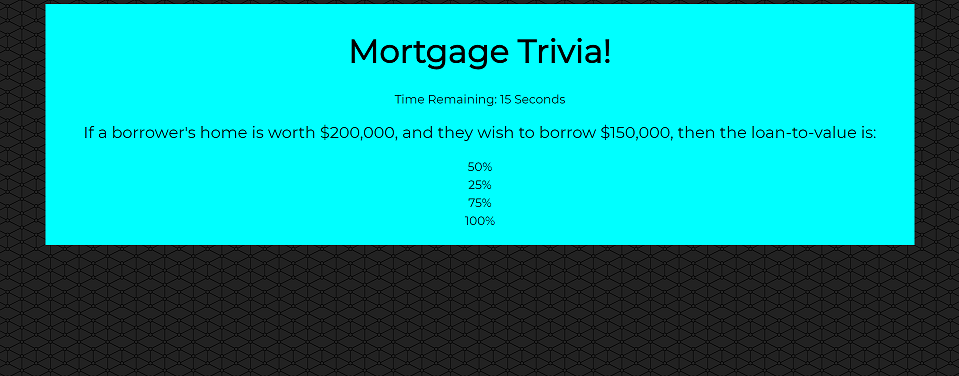 Mortgage Trivia!
Time Remaining: 15 Seconds
If a borrower's home is worth $200,000, and they wish to borrow $150,000, then the loan-to-value is:
50%
25%
75%
100%